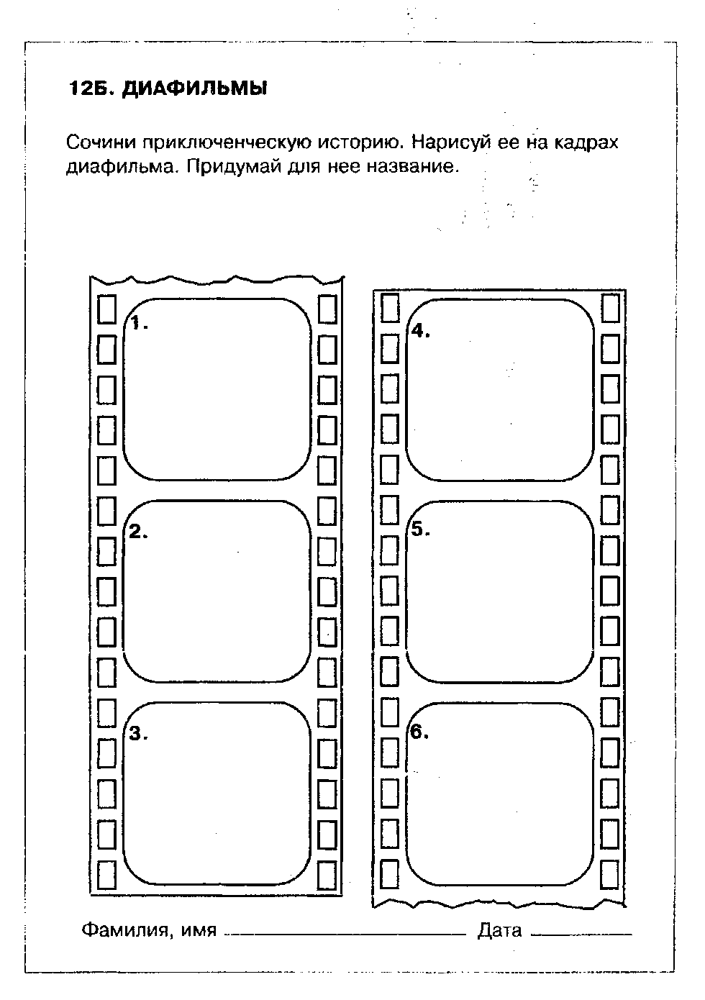 12Б. ДИАФИЛЬМЫ
Сочини приключенческую историю. Нарисуй ее на кадрах
диафильма. Придумай для нее название.
1.
2.
3.
4.
5.
6.
Фамилия, имя
Дата